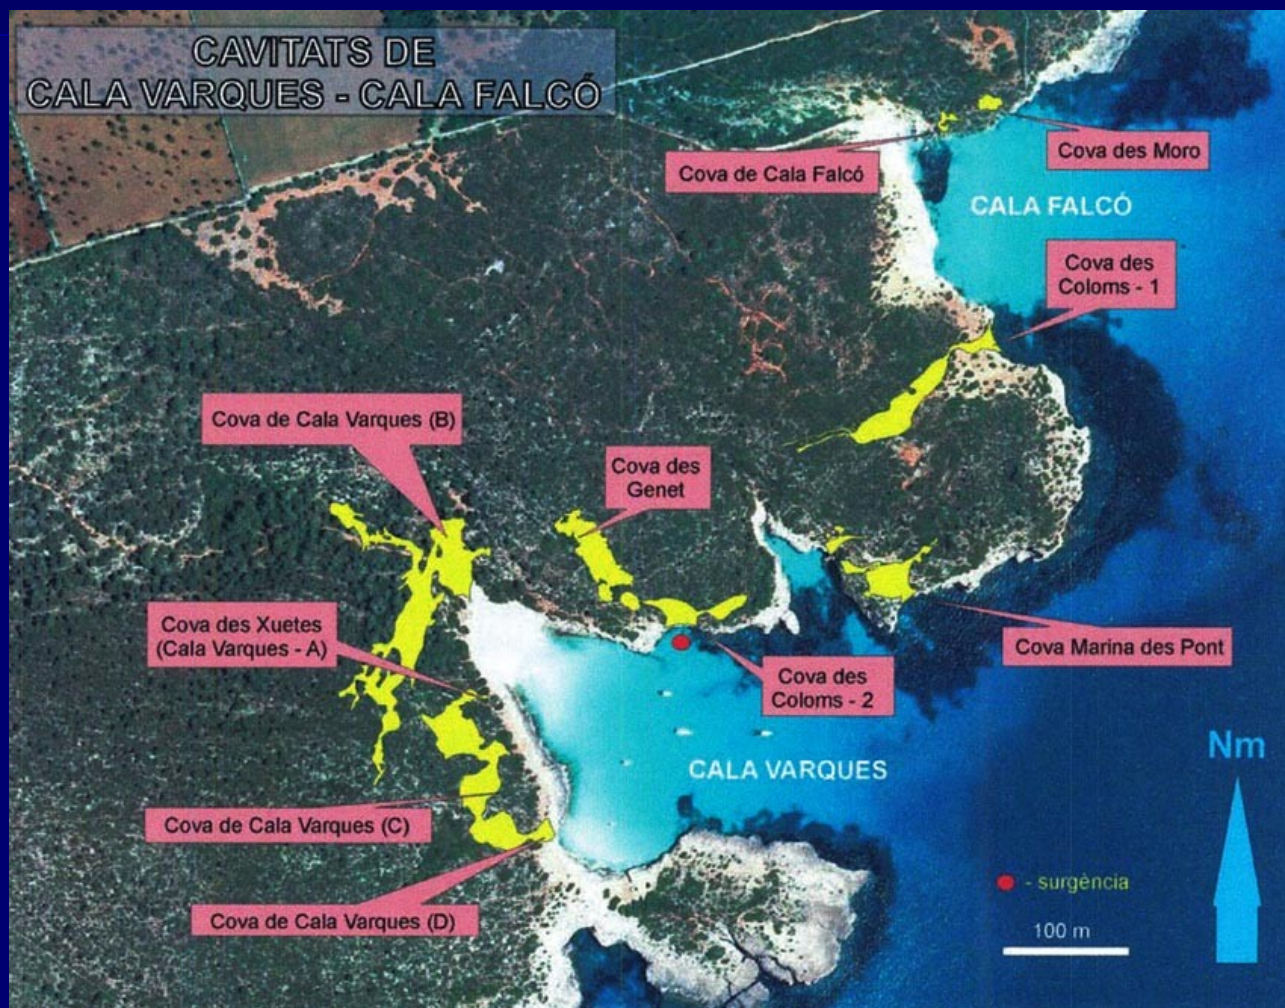 CAVITATS DE
CALA VARQUES - CALA FALCÓ
Cova de Cala Falcó
Cova des Moro
CALA FALCÓ
Cova des
Coloms - 1
Cova de Cala Varques (B)
Cova des
Genet
Cova des Xuetes
(Cala Varques - A)
Cova Marina des Pont
Cova des
Coloms - 2
CALA VARQUES
Nm
Cova de Cala Varques (C)
- surgència
Cova de Cala Varques (D)
100 m